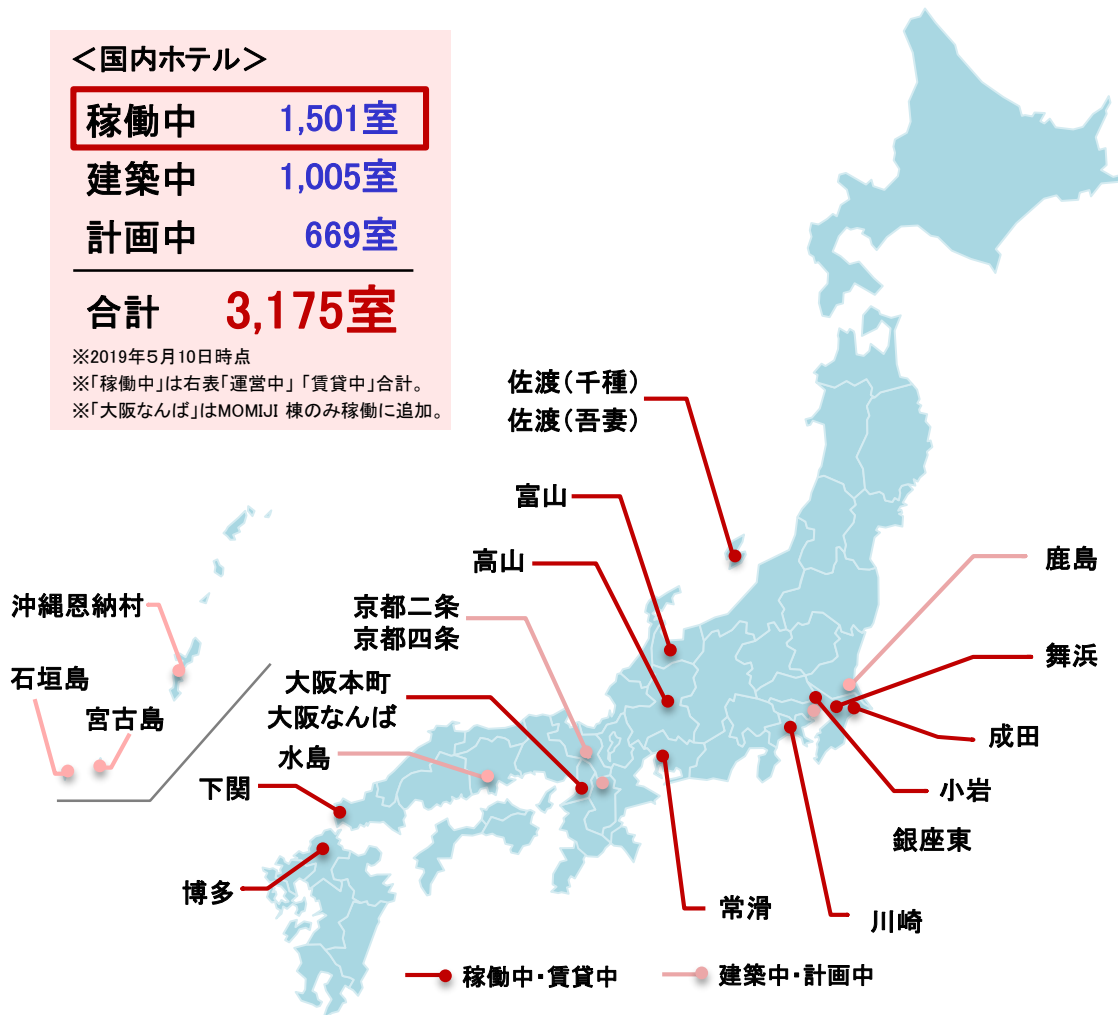 ＜国内ホテル＞
稼働中 1,501室
建築中 1,005室
計画中 669室
合計 3,175室
※2019年5月10日時点
※「稼働中」は右表「運営中」「賃貸中」合計。
※「大阪なんば」はMOMIJI 棟のみ稼働に追加。
佐渡（千種）
佐渡（吾妻）
富山
高山
鹿島
京都二条
京都四条
沖縄恩納村
舞浜
石垣島
大阪本町
宮古島
大阪なんば
成田
水島
下関
小岩
銀座東
博多
常滑
川崎
稼働中・賃貸中
建築中・計画中